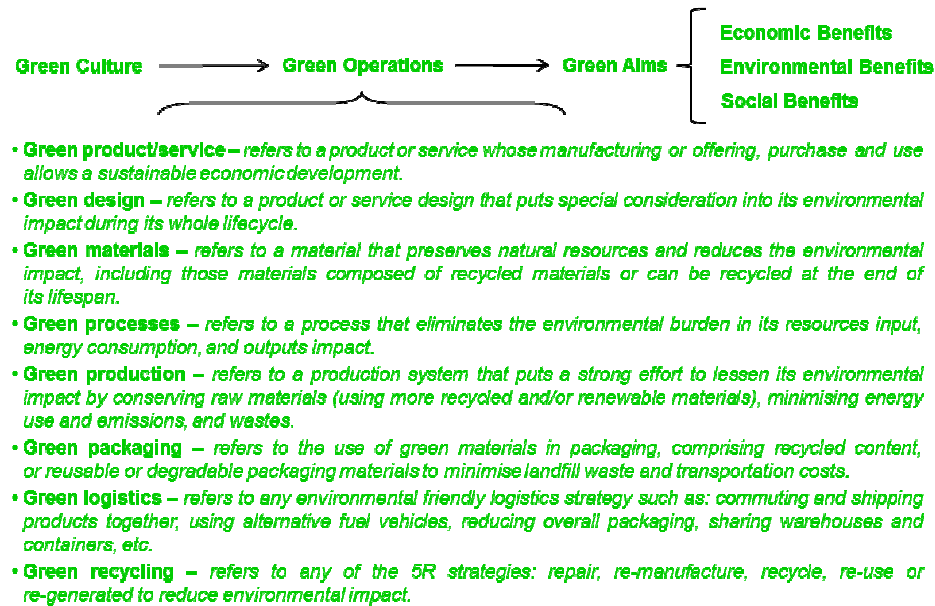 Economic Benefits
Green Culture Green Operations Green Aims Environmental Benefits
Social Benefits
• Green product/service – refers to a product or service whose manufacturing or offering, purchase and use
allows a sustainable economic development.
• Green design – refers to a product or service design that puts special consideration into its environmental
impact during its whole lifecycle.
• Green materials – refers to a material that preserves natural resources and reduces the environmental
impact, including those materials composed of recycled materials or can be recycled at the end of
its lifespan.
• Green processes – refers to a process that eliminates the environmental burden in its resources input,
energy consumption, and outputs impact.
• Green production – refers to a production system that puts a strong effort to lessen its environmental
impact by conserving raw materials (using more recycled and/or renewable materials), minimising energy
use and emissions, and wastes.
• Green packaging – refers to the use of green materials in packaging, comprising recycled content,
or reusable or degradable packaging materials to minimise landfill waste and transportation costs.
• Green logistics – refers to any environmental friendly logistics strategy such as: commuting and shipping
products together, using alternative fuel vehicles, reducing overall packaging, sharing warehouses and
containers, etc.
• Green recycling – refers to any of the 5R strategies: repair, re-manufacture, recycle, re-use or
re-generated to reduce environmental impact.